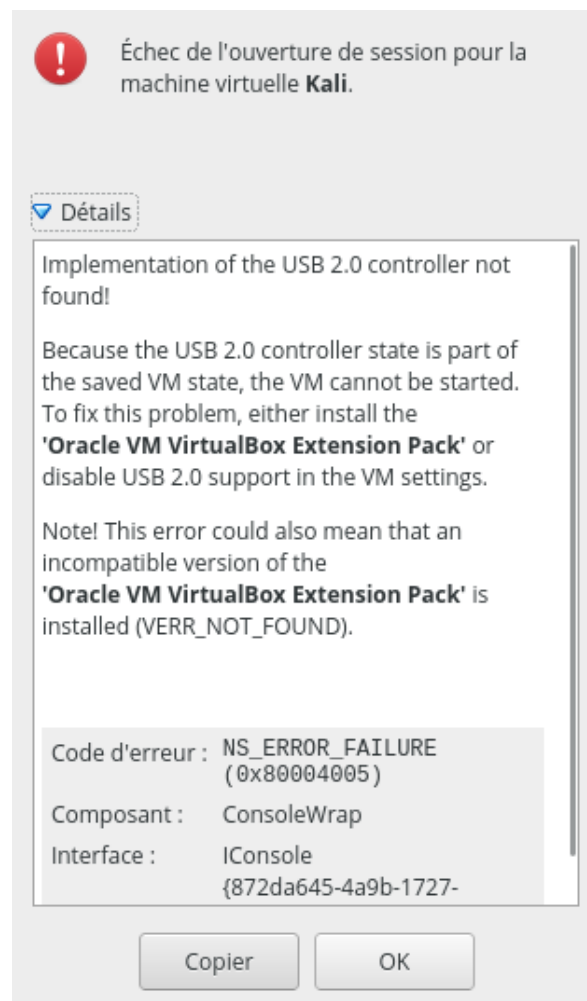 Échec de l'ouverture de session pour la
machine virtuelle Kali.
Détails
Implementation of the USB 2.0 controller not
found!
Because the USB 2.0 controller state is part of
the saved VM state, the VM cannot be started.
To fix this problem, either install the
'Oracle VM VirtualBox Extension Pack' or
disable USB 2.0 support in the VM settings.
Note! This error could also mean that an
incompatible version of the
'Oracle VM VirtualBox Extension Pack' is
installed (VERR_NOT_FOUND).
Code d'erreur : NS_ERROR_FAILURE
(0x80004005)
Composant : ConsoleWrap
Interface : IConsole
{872da645-4a9b-1727-
Copier OK